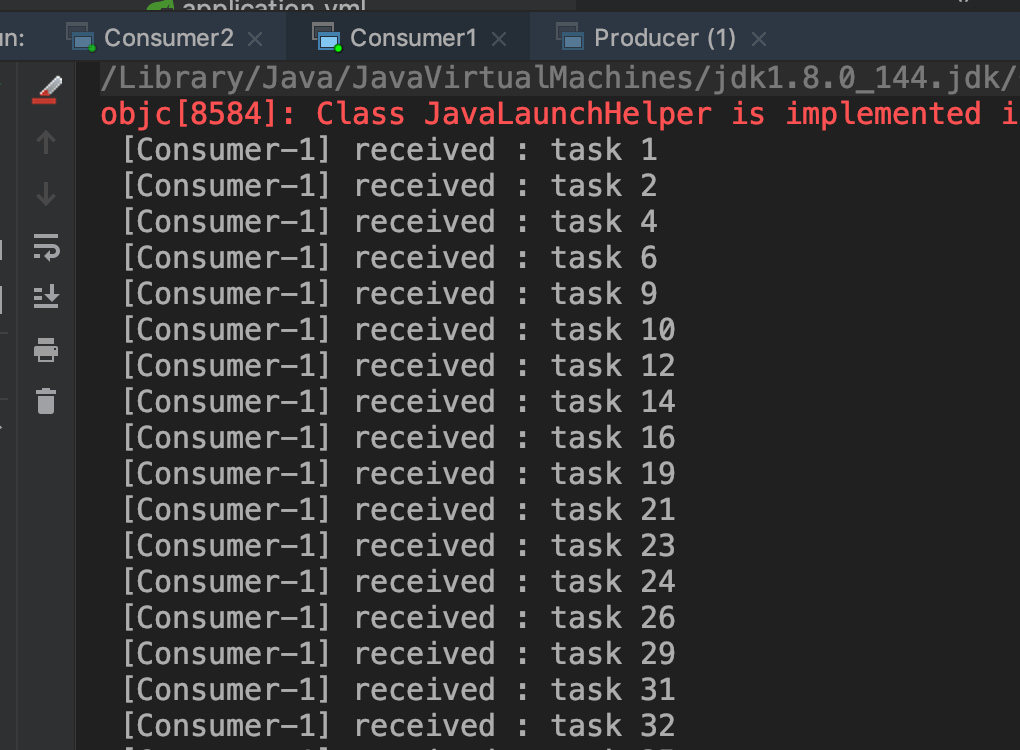 application.yml
un: Consumer2 Consumer1 Producer (1)
/Library/Java/JavaVirtualMachines/jdk1.8.0_144.jdk/
objc[8584]: Class JavaLaunchHelper is implemented i
[Consumer-1] received : task 1
[Consumer-1] received : task 2
[Consumer-1] received : task 4
[Consumer-1] received : task 6
[Consumer-1] received : task 9
[Consumer-1] received : task 10
[Consumer-1] received : task 12
[Consumer-1] received : task 14
[Consumer-1] received : task 16
[Consumer-1] received : task 19
[Consumer-1] received : task 21
[Consumer-1] received : task 23
[Consumer-1] received : task 24
[Consumer-1] received : task 26
[Consumer-1] received : task 29
[Consumer-1] received : task 31
[Consumer-1] received : task 32